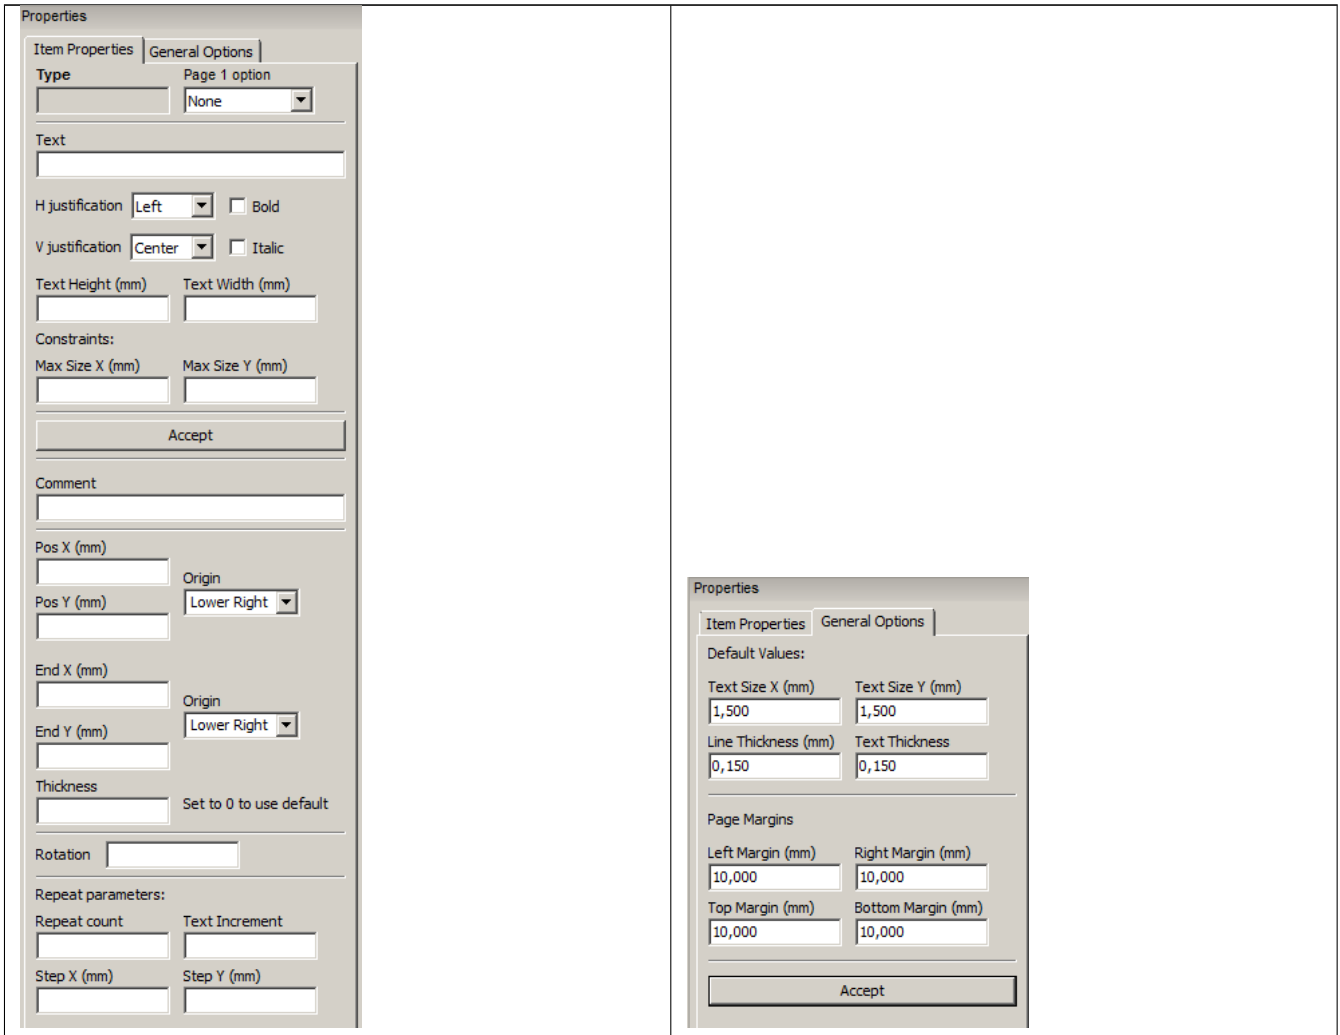 Properties
Item Properties General Options
Type Page 1 option
None
Text
H justification Left Bold
V justification Center Italic
Text Height (mm) Text Width (mm)
Constraints:
Max Size X (mm) Max Size Y (mm)
Accept
Comment
Pos X (mm)
Origin
Pos Y (mm) Lower Right
End X (mm)
Origin
End Y (mm) Lower Right
Thickness
Set to 0 to use default
Rotation
Repeat parameters:
Repeat count Text Increment
Step X (mm) Step Y (mm)
Properties
Item Properties General Options
Default Values:
Text Size X (mm) Text Size Y (mm)
1,500 1,500
Line Thickness (mm) Text Thickness
0,150 0,150
Page Margins
Left Margin (mm) Right Margin (mm)
10,000 10,000
Top Margin (mm) Bottom Margin (mm)
10,000 10,000
Accept